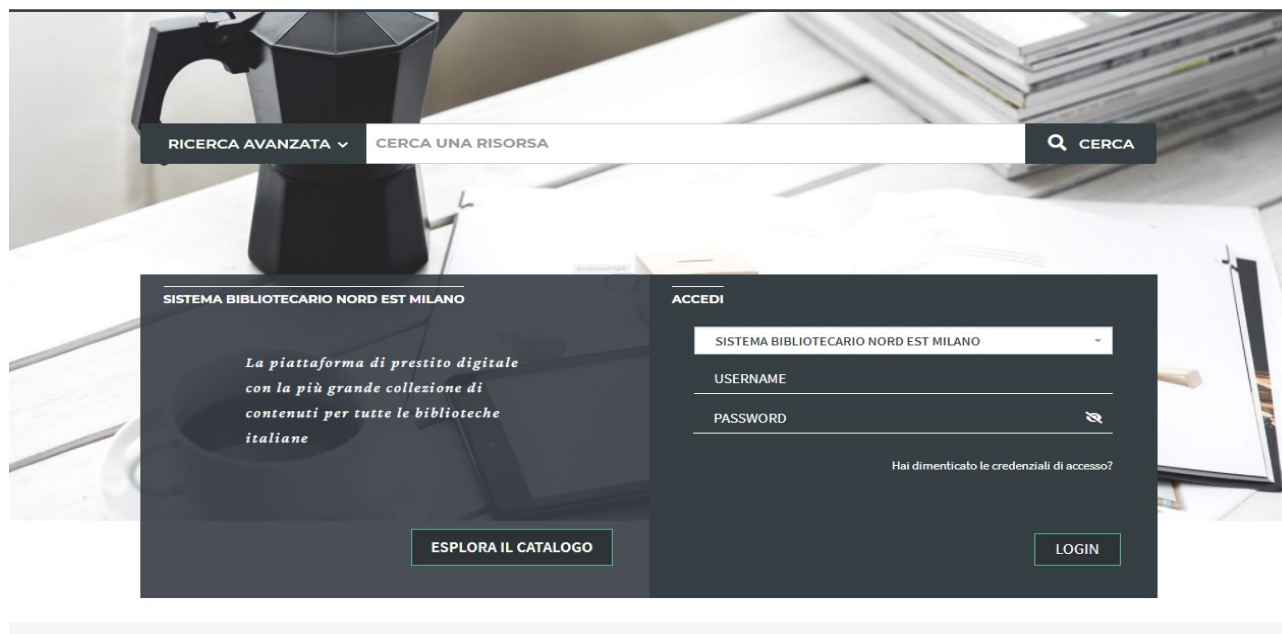 RICERCA AVANZATA
CERCA UNA RISORSA
CERCA
SISTEMA BIBLIOTECARIO NORD EST MILANO
La piattaforma di prestito digitale
con la più grande collezione di
contenuti per tutte le biblioteche
italiane
ESPLORA IL CATALOGO
ACCEDI
SISTEMA BIBLIOTECARIO NORD EST MILANO
USERNAME
PASSWORD
Hai dimenticato le credenziali di accesso?
LOGIN